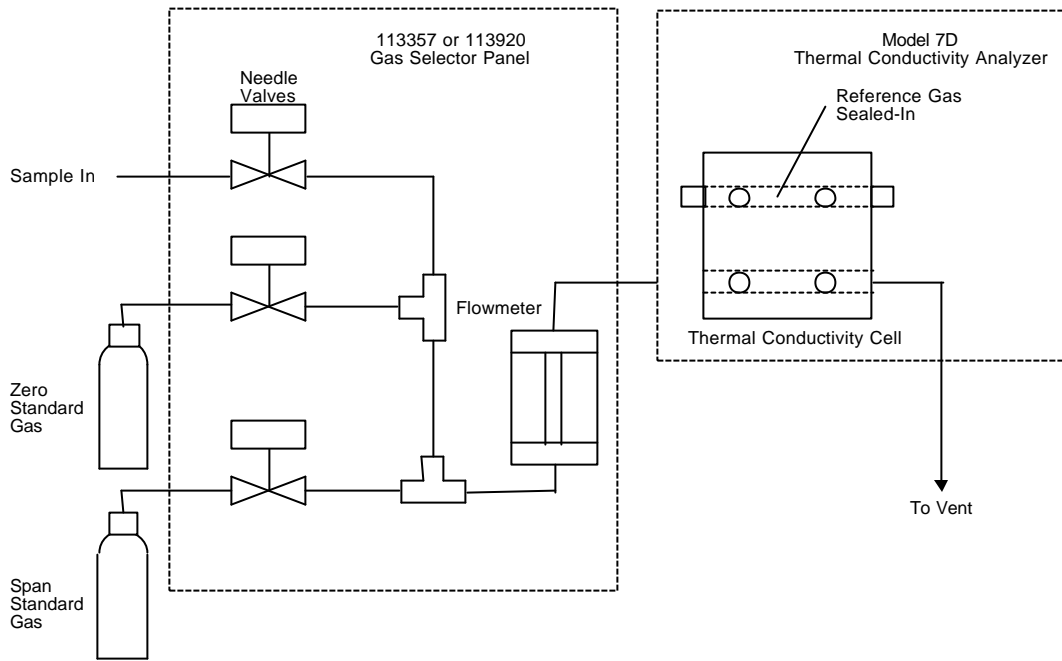 113357 or 113920
Gas Selector Panel
Model 7D
Thermal Conductivity Analyzer
Needle
Valves
Reference Gas
Sealed-In
Sample In
Flowmeter
Thermal Conductivity Cell
Zero
Standard
Gas
To Vent
Span
Standard
Gas